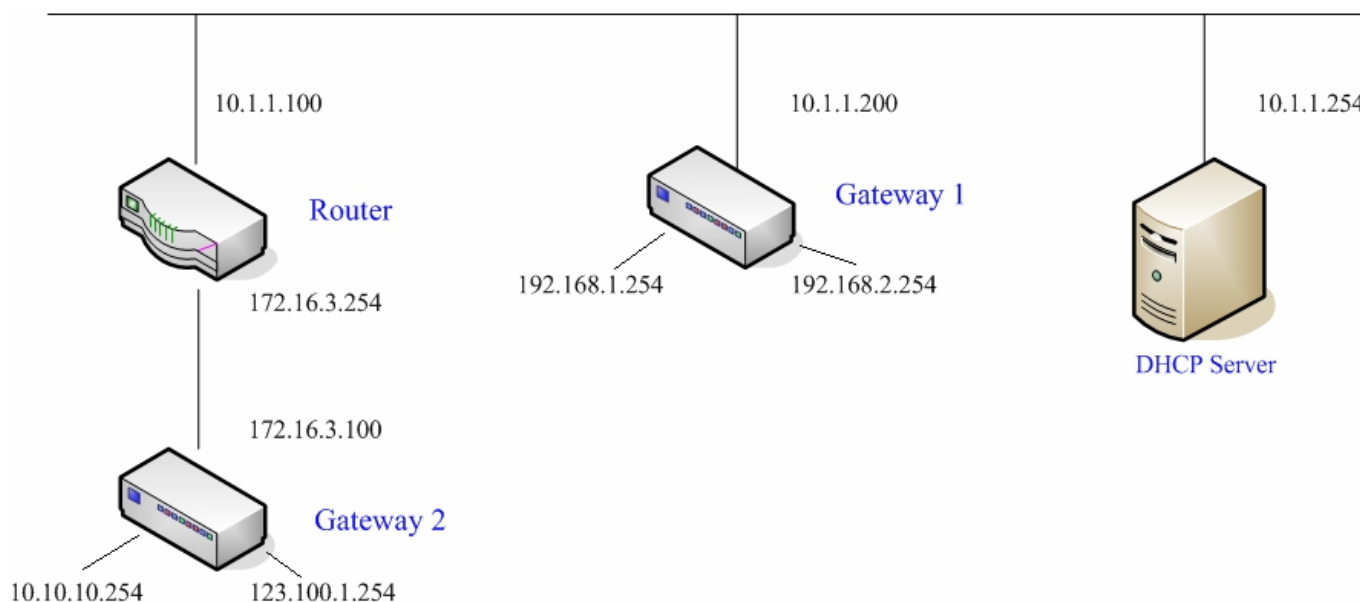 10.1.1.100
10.1.1.200
10.1.1.254
Router
Gateway 1
192.168.1.254
192.168.2.254
172.16.3.254
DHCP Server
172.16.3.100
Gateway 2
10.10.10.254
123.100.1.254